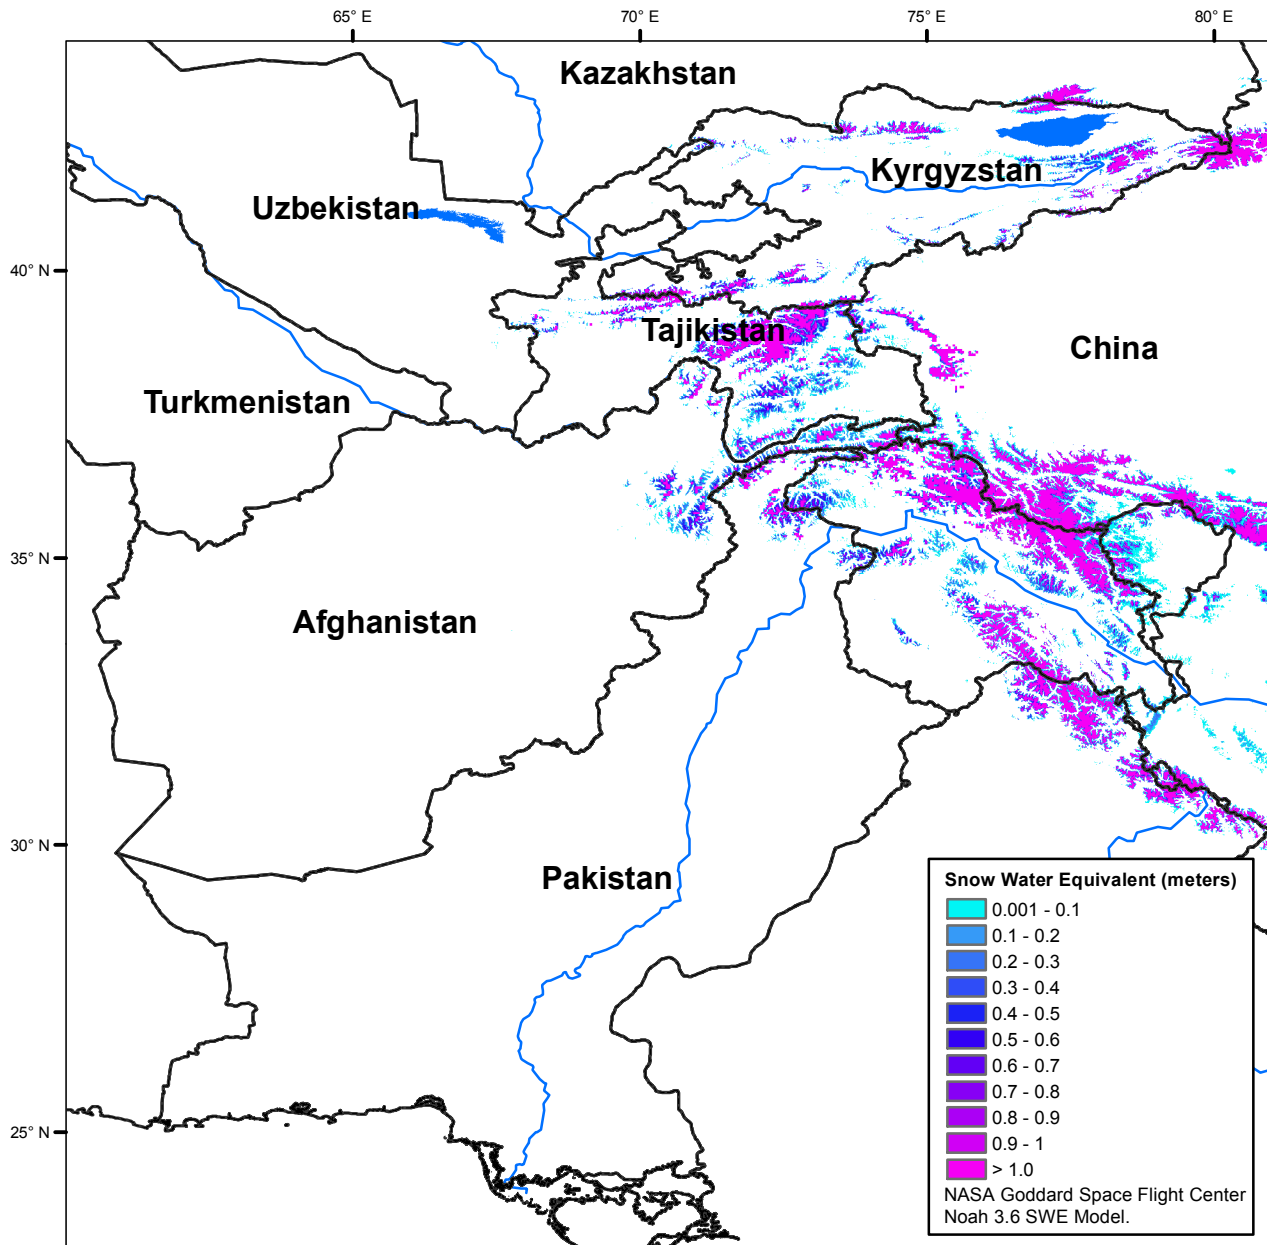 65° E
70° E
75° E
80° E
Kazakhstan
Kyrgyzstan
Uzbekistan
40° N
Tajikistan
China
Turkmenistan
35° N
Afghanistan
30° N
Pakistan
25° N
Snow Water Equivalent (meters)
0.001 - 0.1
0.1 - 0.2
0.2 - 0.3
0.3 - 0.4
0.4 - 0.5
0.5 - 0.6
0.6 - 0.7
0.7 - 0.8
0.8 - 0.9
0.9 - 1
> 1.0
NASA Goddard Space Flight Center
Noah 3.6 SWE Model.